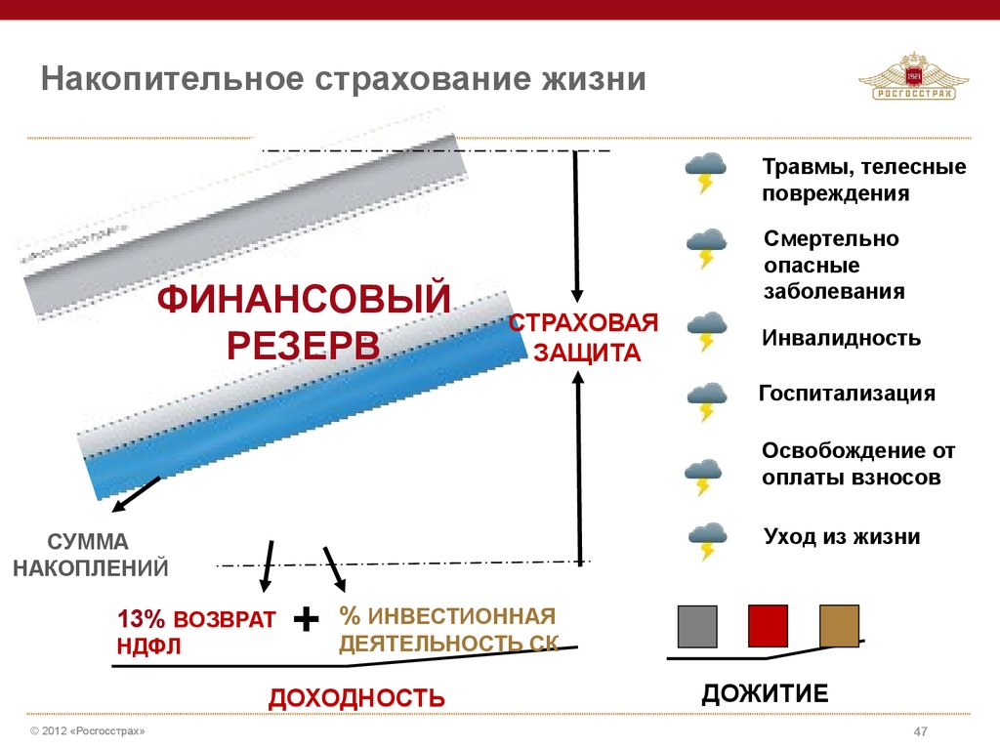 Накопительное страхование жизни
1921
РОСГОССТРАХ
Травмы, телесные
повреждения
Смертельно
опасные
заболевания
ФИНАНСОВЫЙ
РЕЗЕРВ
СТРАХОВАЯ
ЗАЩИТА
Инвалидность
Госпитализация
Освобождение от
оплаты взносов
Уход из жизни
СУММА
НАКОПЛЕНИЙ
13% ВОЗВРАТ
НДФЛ
+
% ИНВЕСТИОННАЯ
ДЕЯТЕЛЬНОСТЬ СК
ДОХОДНОСТЬ
ДОЖИТИЕ
© 2012 «Росгосстрах»
47